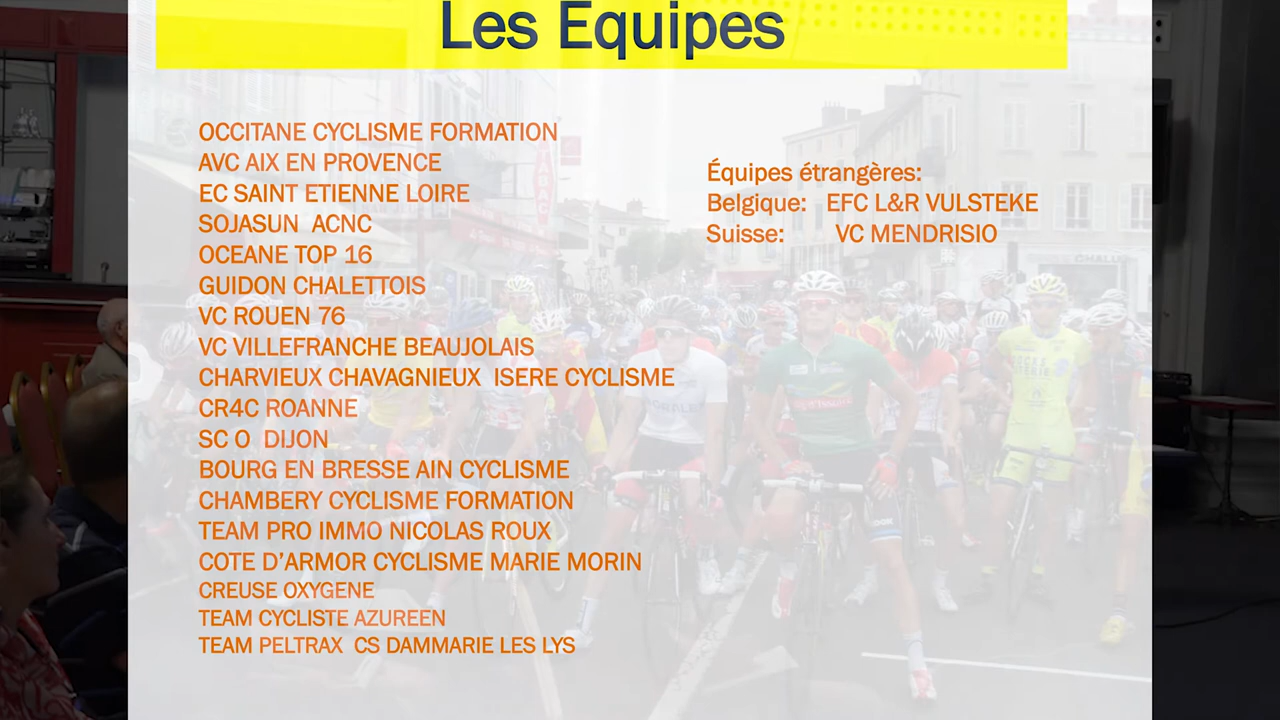 Les Equipes
OCCITANE CYCLISME FORMATION
AVC AIX EN PROVENCE
EC SAINT ETIENNE LOIRE
SOJASUN ACNC
OCEANE TOP 16
GUIDON CHALETTOIS
VC ROUEN 76
VC VILLEFRANCHE BEAUJOLAIS
CHARVIEUX CHAVAGNIEUX ISERE CYCLISME
CR4C ROANNE
SC O DIJON
BOURG EN BRESSE AIN CYCLISME
CHAMBERY CYCLISME FORMATION
TEAM PRO IMMO NICOLAS ROUX
COTE D’ARMOR CYCLISME MARIE MORIN
CREUSE OXYGENE
TEAM CYCLISTE AZUREEN
TEAM PELTRAX CS DAMMARIE LES LYS
Équipes étrangères:
Belgique: EFC L&R VULSTEKE
Suisse: VC MENDRISIO
TABAC